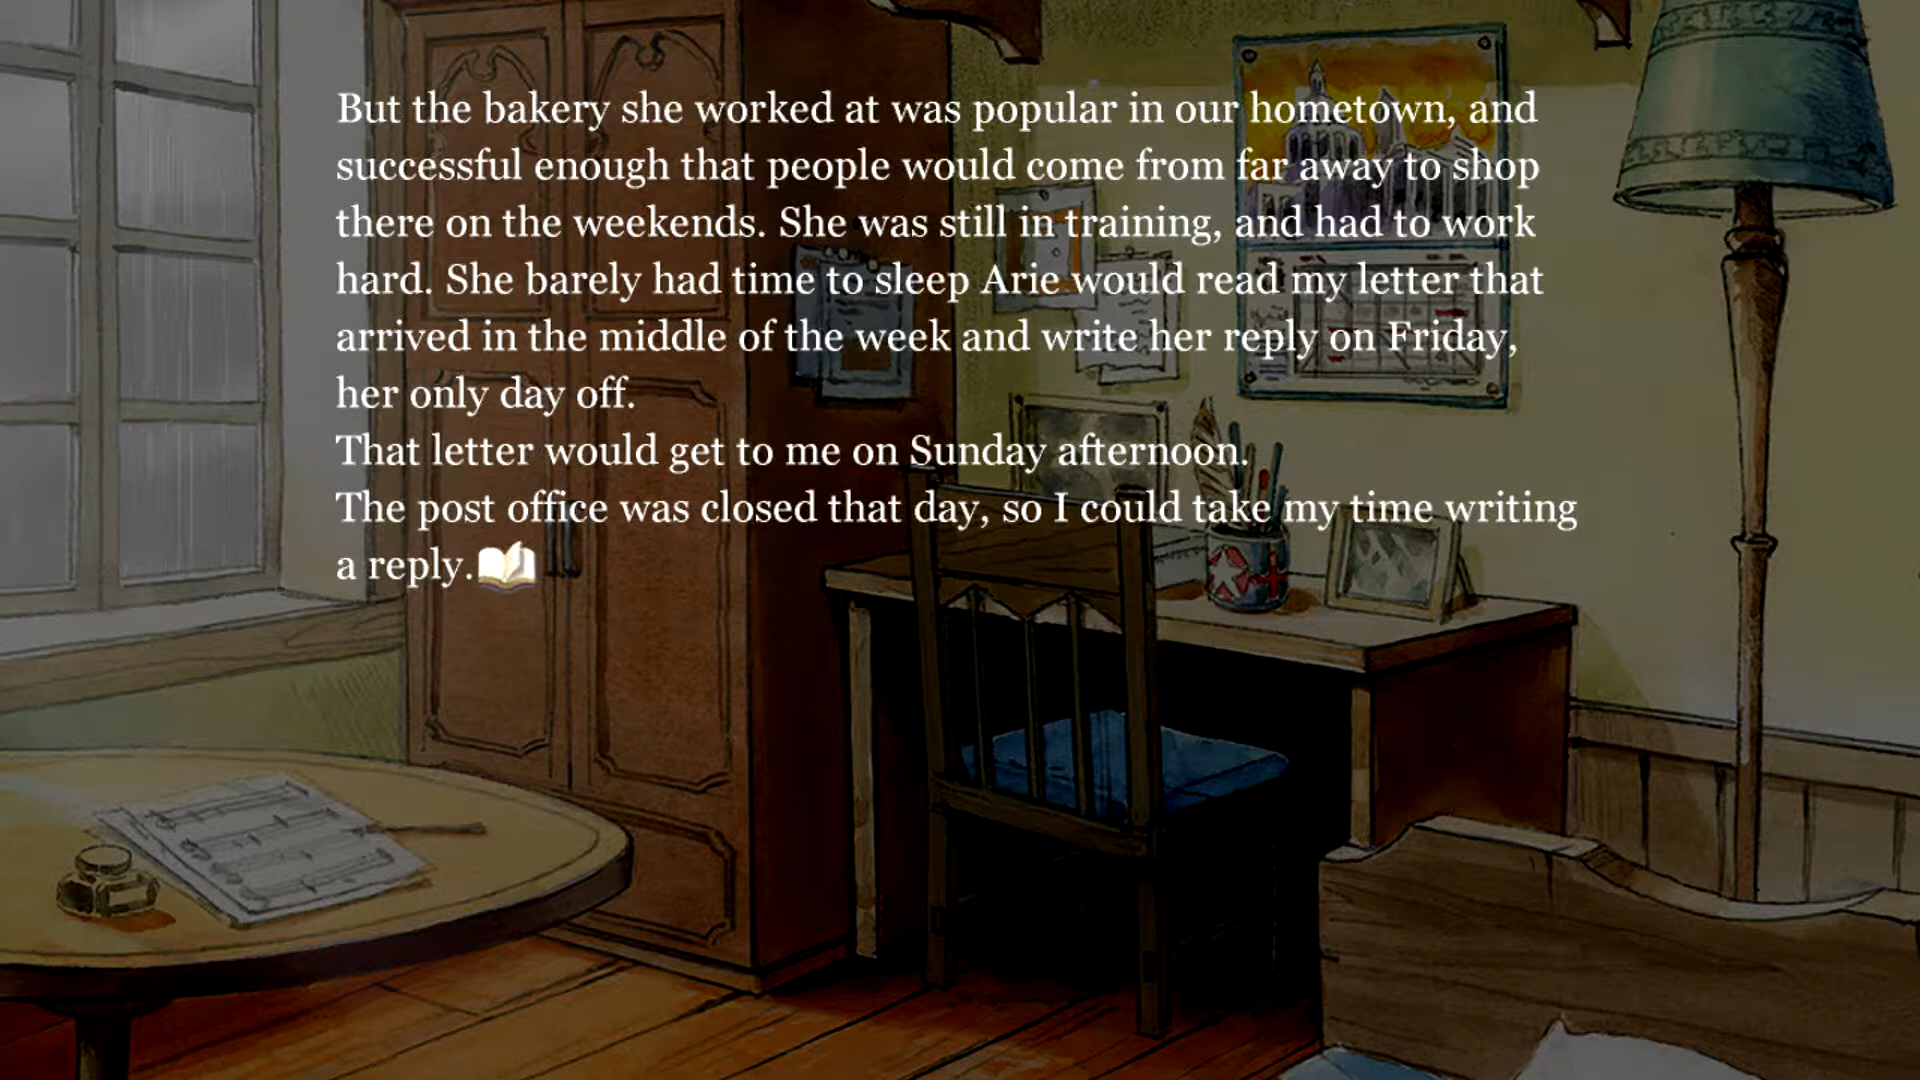 But the bakery she worked at was popular in our hometown, and
successful enough that people would come from far away to shop
there on the weekends. She was still in training, and had to work
hard. She barely had time to sleep Arie would read my letter that
arrived in the middle of the week and write her reply on Friday,
her only day off.
That letter would get to me on Sunday afternoon.
The post office was closed that day, so I could take my time writing
a reply.